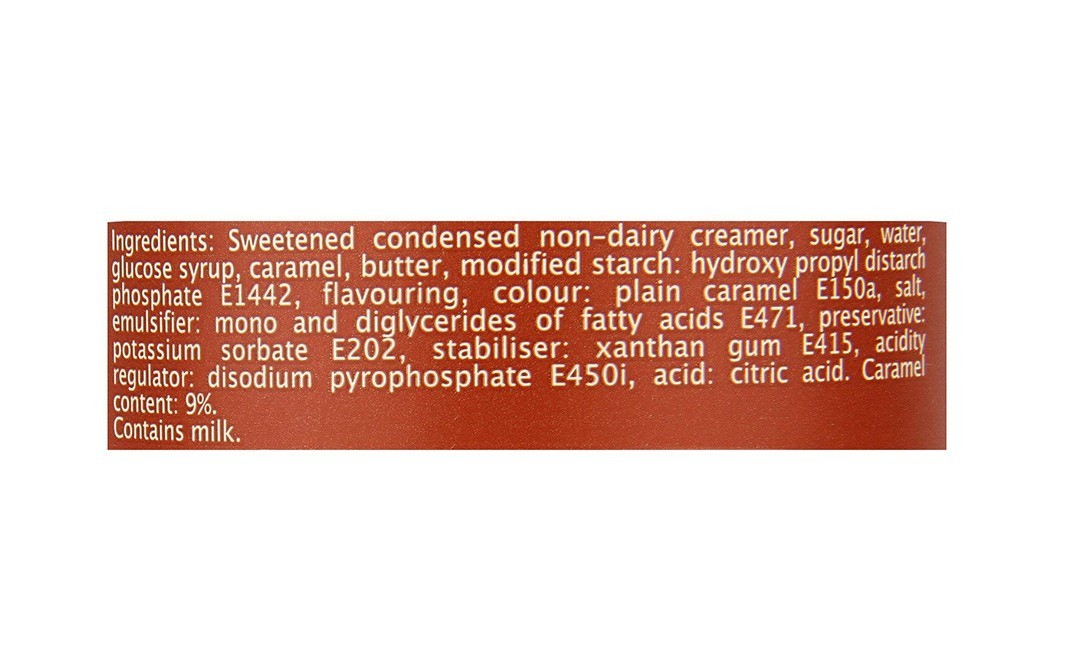 Ingredients: Sweetened condensed non-dairy creamer, sugar, water,
glucose syrup, caramel, butter, modified starch: hydroxy propyl distarch
phosphate E1442, flavouring, colour: plain caramel E150a, salt,
emulsifier: mono and diglycerides of fatty acids E471, preservative:
potassium sorbate E202, stabiliser: xanthan gum E415, acidity
regulator: disodium pyrophosphate E450i, acid: citric acid. Caramel
content: 9%.
Contains milk.